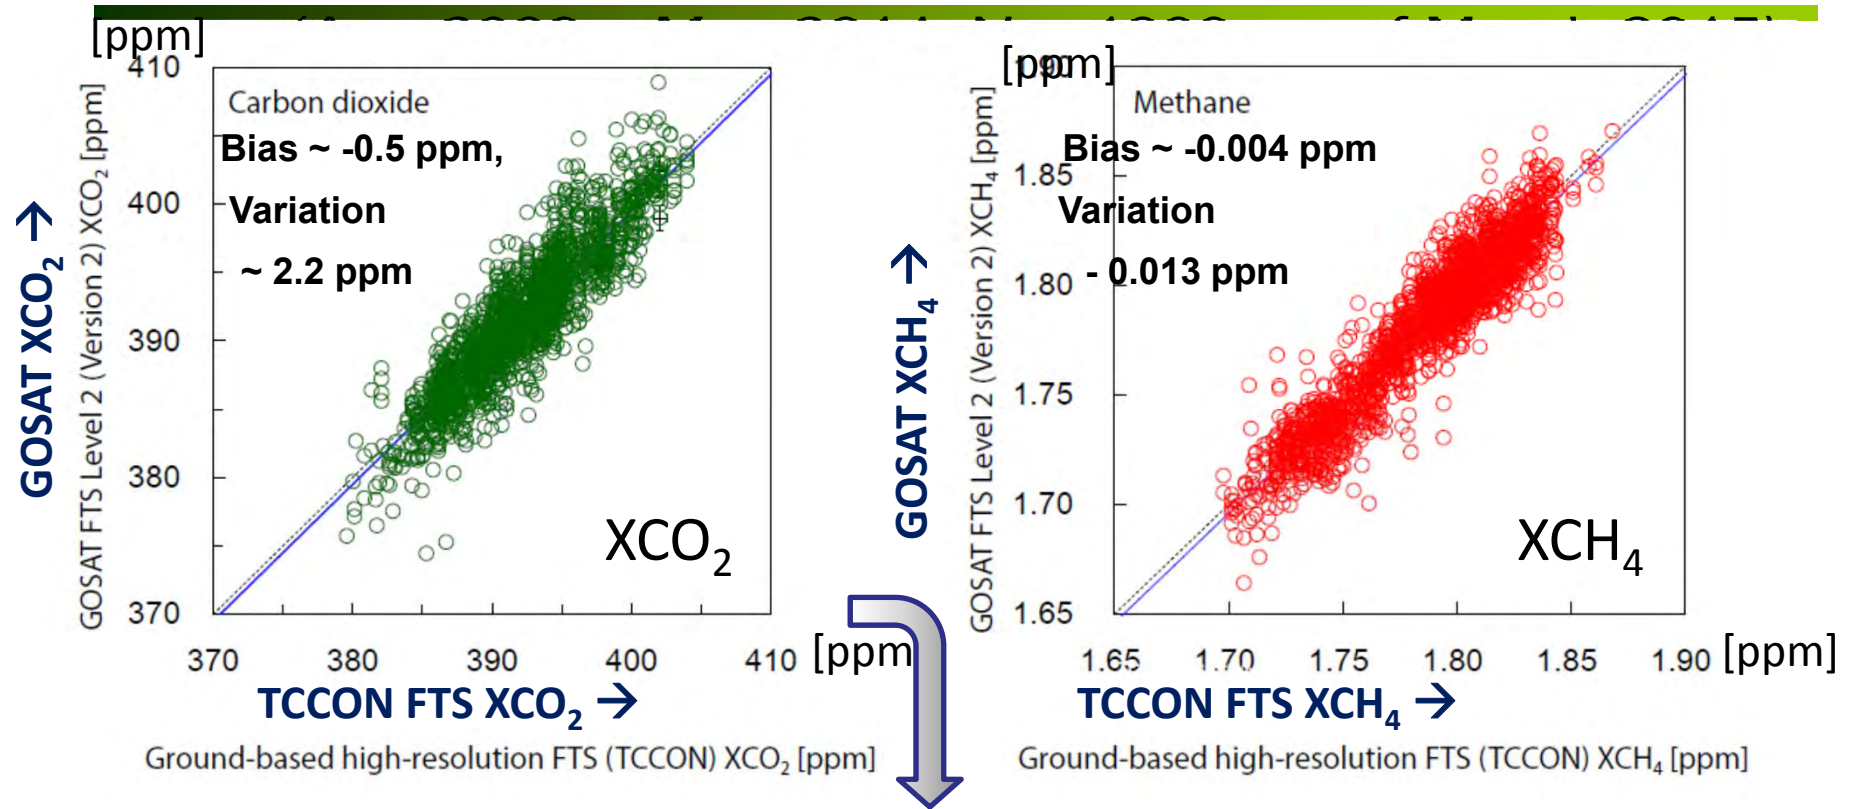 [ppm]
410
400
390
380
370
GOSAT XCO₂ →
GOSAT FTS Level 2 (Version 2) XCO₂ [ppm]
Carbon dioxide
Bias ~ -0.5 ppm,
Variation
~ 2.2 ppm
XCO₂
370 380 390 400 410 [ppm
TCCON FTS XCO₂ →
Ground-based high-resolution FTS (TCCON) XCO₂ [ppm]
[ppm]
1.85
1.80
1.75
1.70
1.65
GOSAT XCH₄ →
GOSAT FTS Level 2 (Version 2) XCH₄ [ppm]
Methane
Bias ~ -0.004 ppm
Variation
- 0.013 ppm
XCH₄
1.65 1.70 1.75 1.80 1.85 1.90 [ppm]
TCCON FTS XCH₄ →
Ground-based high-resolution FTS (TCCON) XCH₄ [ppm]